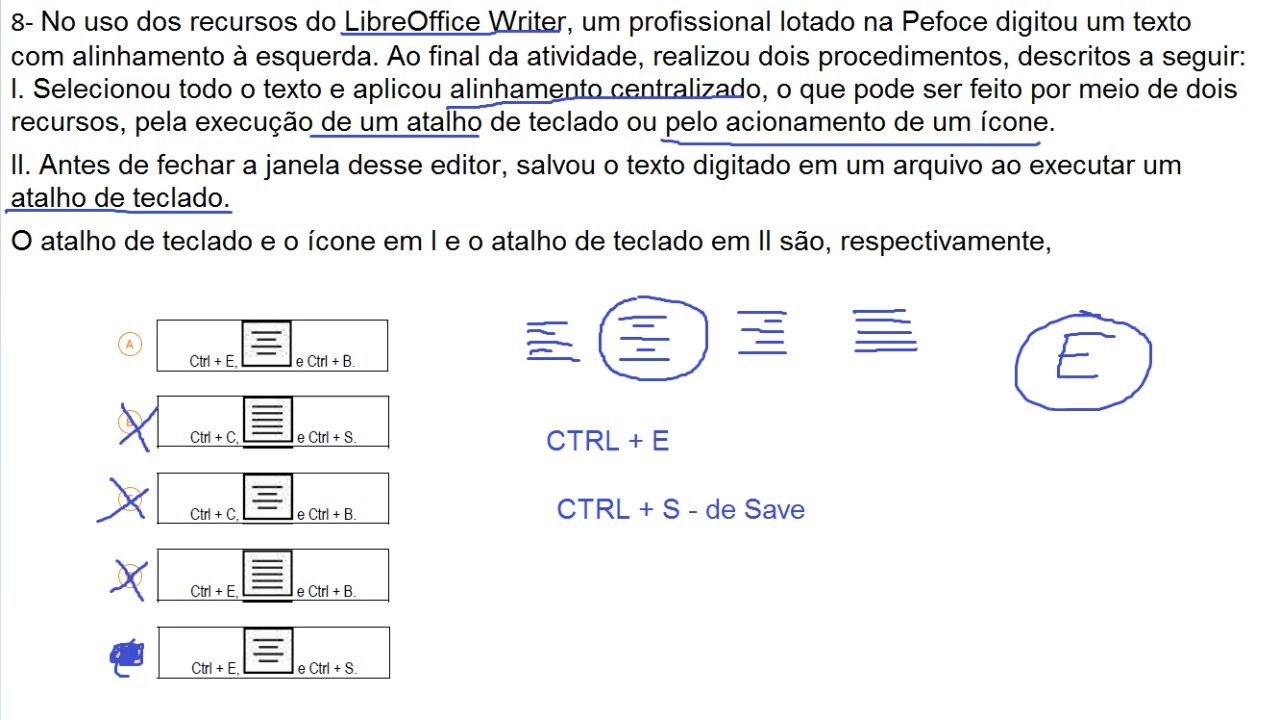 8- No uso dos recursos do LibreOffice Writer, um profissional lotado na Pefoce digitou um texto
com alinhamento à esquerda. Ao final da atividade, realizou dois procedimentos, descritos a seguir:
I. Selecionou todo o texto e aplicou alinhamento centralizado, o que pode ser feito por meio de dois
recursos, pela execução de um atalho de teclado ou pelo acionamento de um ícone.
II. Antes de fechar a janela desse editor, salvou o texto digitado em um arquivo ao executar um
atalho de teclado.
O atalho de teclado e o ícone em I e o atalho de teclado em II são, respectivamente,
A Ctrl + E, e Ctrl + B.
Ctrl + C, e Ctrl + S.
Ctrl + C, e Ctrl + B.
Ctrl + E, e Ctrl + B.
Ctrl + E, e Ctrl + S.
E
CTRL + E
CTRL + S - de Save